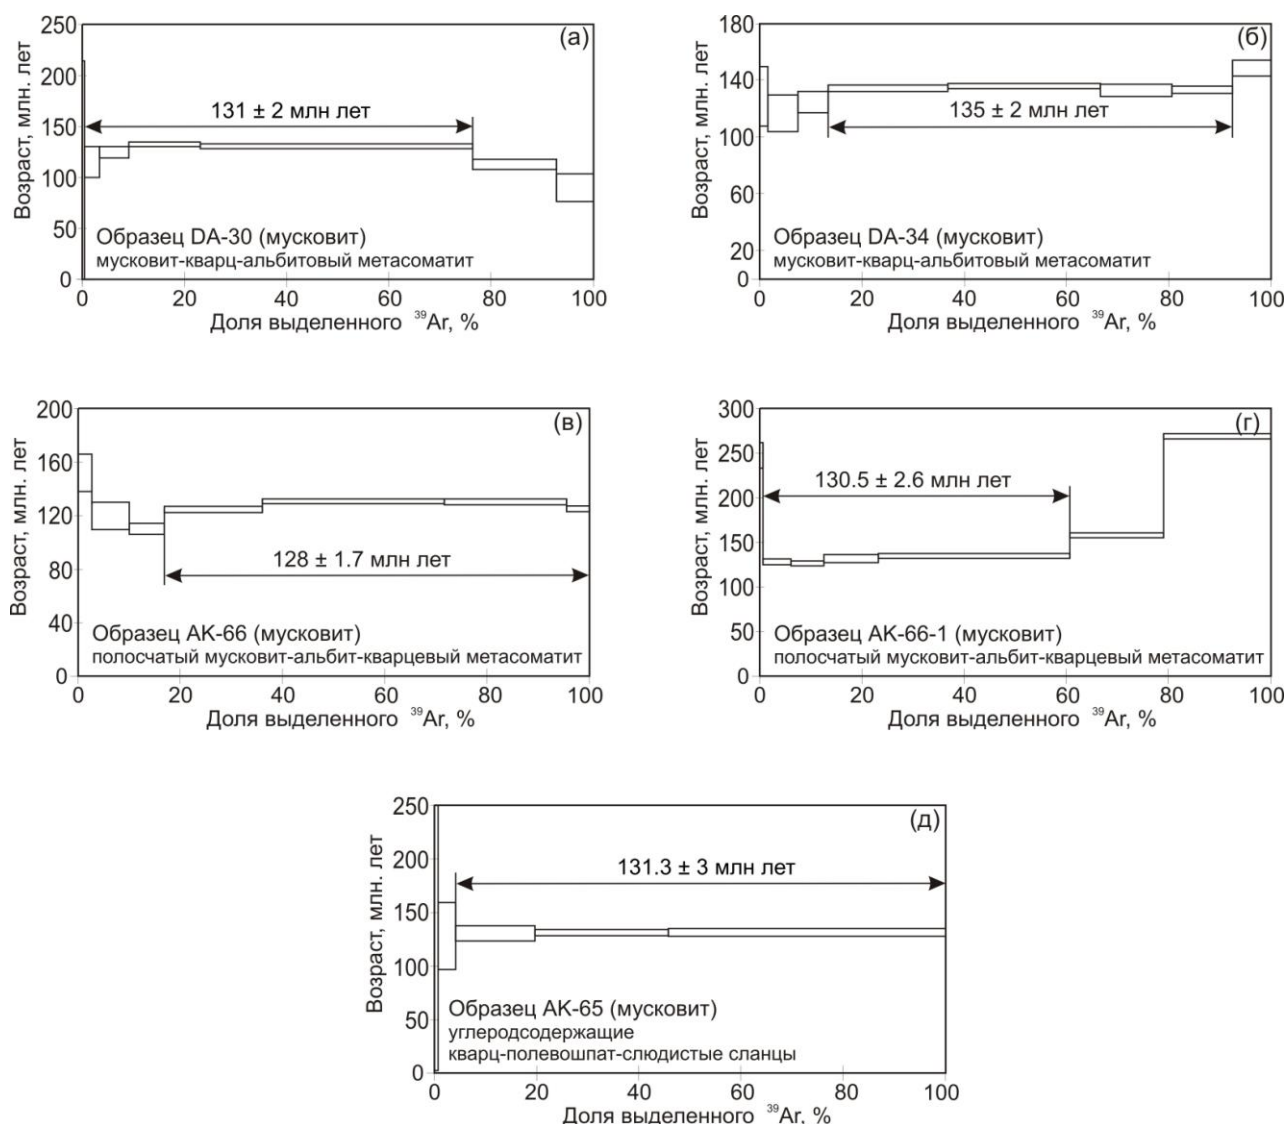 (а)
250
200
150
100
50
0
Возраст, млн. лет
131 ± 2 млн лет
Образец DA-30 (мусковит)
мусковит-кварц-альбитовый метасоматит
0 20 40 60 80 100
Доля выделенного ³⁹Ar, %
(б)
180
140
100
60
20
0
Возраст, млн. лет
135 ± 2 млн лет
Образец DA-34 (мусковит)
мусковит-кварц-альбитовый метасоматит
0 20 40 60 80 100
Доля выделенного ³⁹Ar, %
(в)
200
160
120
80
40
0
Возраст, млн. лет
128 ± 1.7 млн лет
Образец АК-66 (мусковит)
полосчатый мусковит-альбит-кварцевый метасоматит
0 20 40 60 80 100
Доля выделенного ³⁹Ar, %
(г)
300
250
200
150
100
50
0
Возраст, млн. лет
130.5 ± 2.6 млн лет
Образец АК-66-1 (мусковит)
полосчатый мусковит-альбит-кварцевый метасоматит
0 20 40 60 80 100
Доля выделенного ³⁹Ar, %
(д)
250
200
150
100
50
0
Возраст, млн. лет
131.3 ± 3 млн лет
Образец АК-65 (мусковит)
углеродсодержащие
кварц-полевошпат-слюдистые сланцы
0 20 40 60 80 100
Доля выделенного ³⁹Ar, %